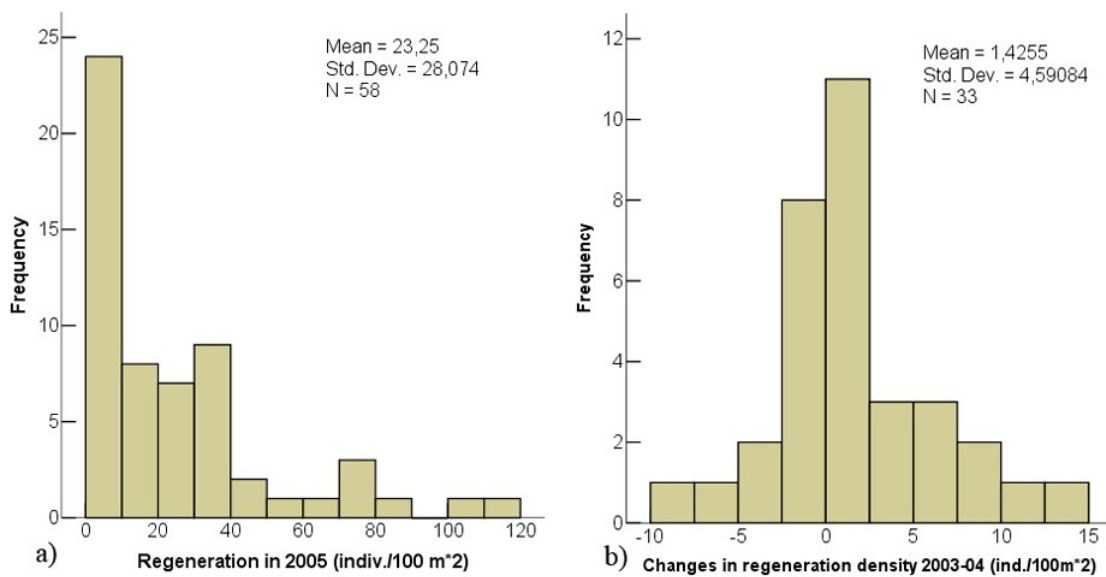 25
20
15
10
5
0
Frequency
Mean = 23,25
Std. Dev. = 28,074
N = 58
0 20 40 60 80 100 120
a)
Regeneration in 2005 (indiv./100 m*2)
12
10
8
6
4
2
0
Frequency
Mean = 1,4255
Std. Dev. = 4,59084
N = 33
-10 -5 0 5 10 15
b)
Changes in regeneration density 2003-04 (ind./100m*2)